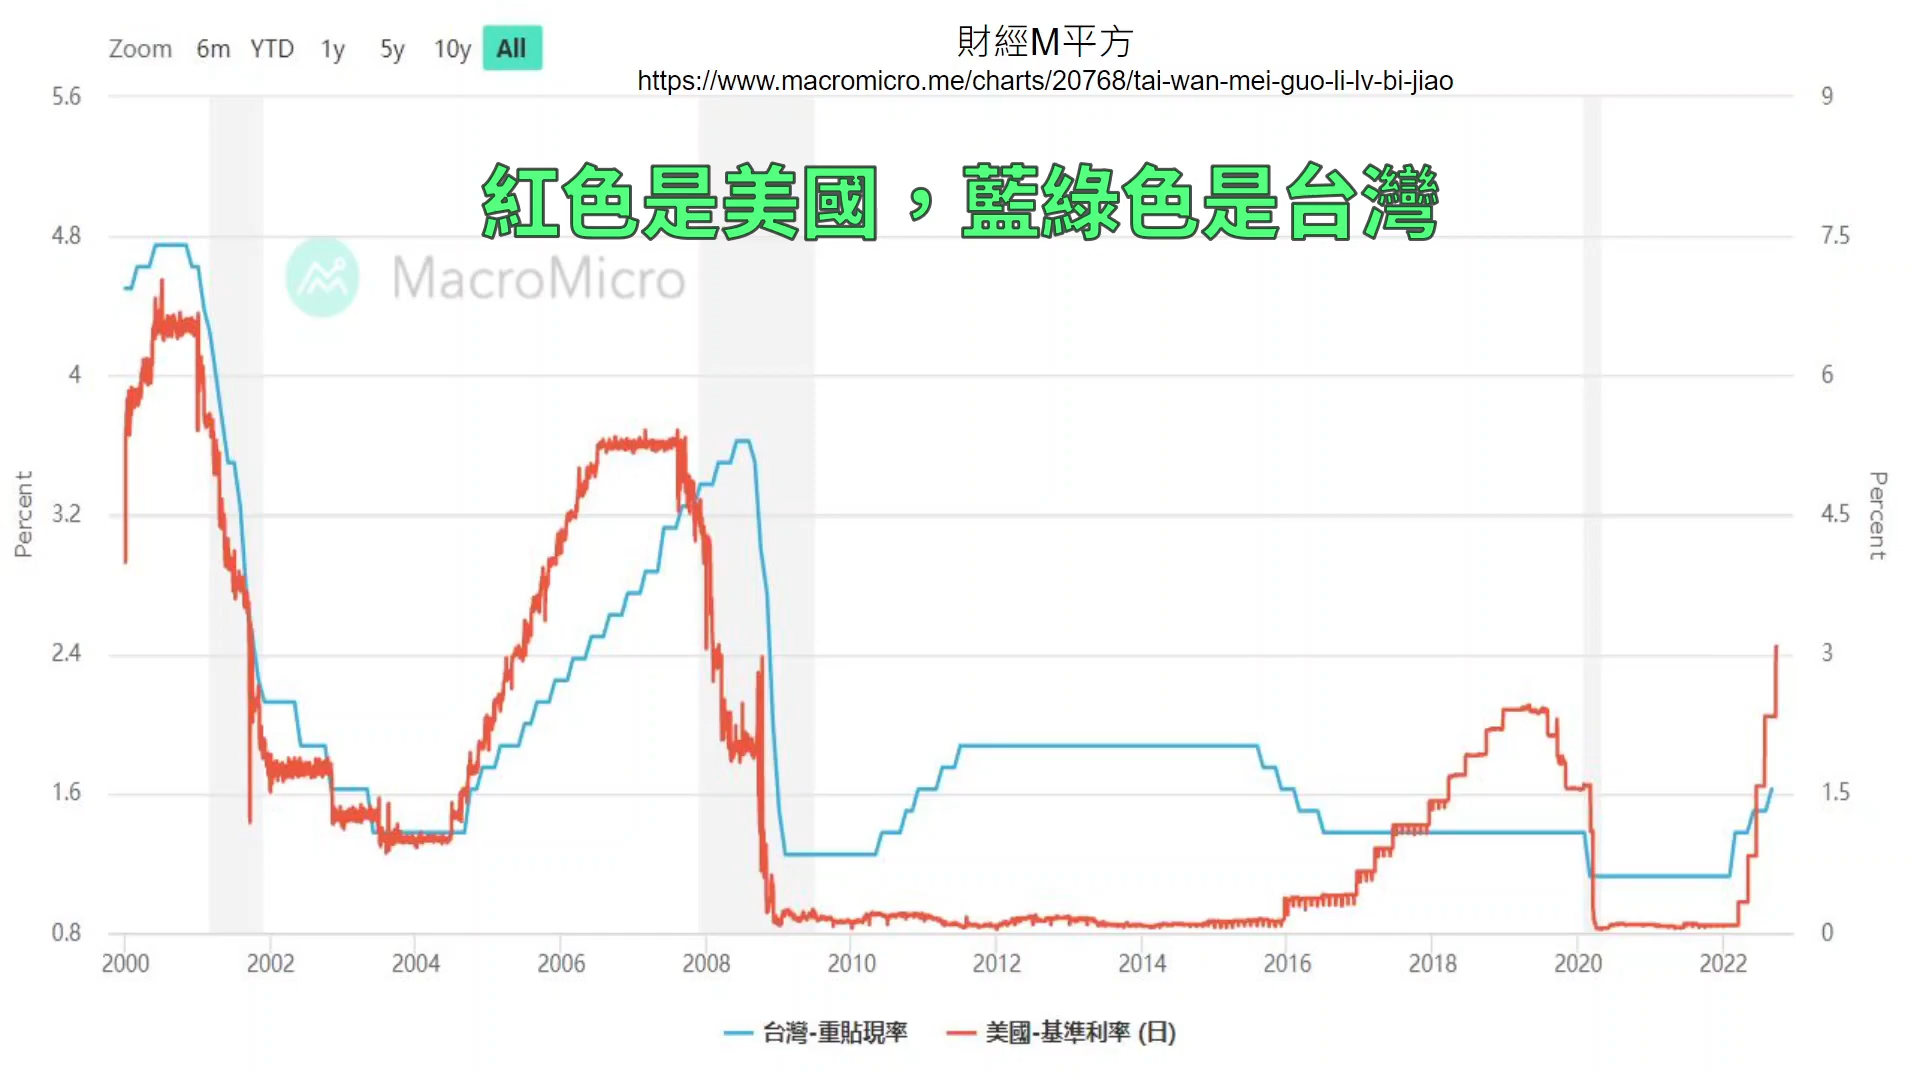 Zoom 6m YTD 1y 5y 10y All
財經M平方
https://www.macromicro.me/charts/20768/tai-wan-mei-guo-li-lv-bi-jiao
紅色是美國，藍綠色是台灣
MacroMicro
5.6
4.8
4
3.2
2.4
1.6
0.8
Percent
9
7.5
6
4.5
3
1.5
0
Percent
2000 2002 2004 2006 2008 2010 2012 2014 2016 2018 2020 2022
台灣-重貼現率 美國-基準利率 (日)